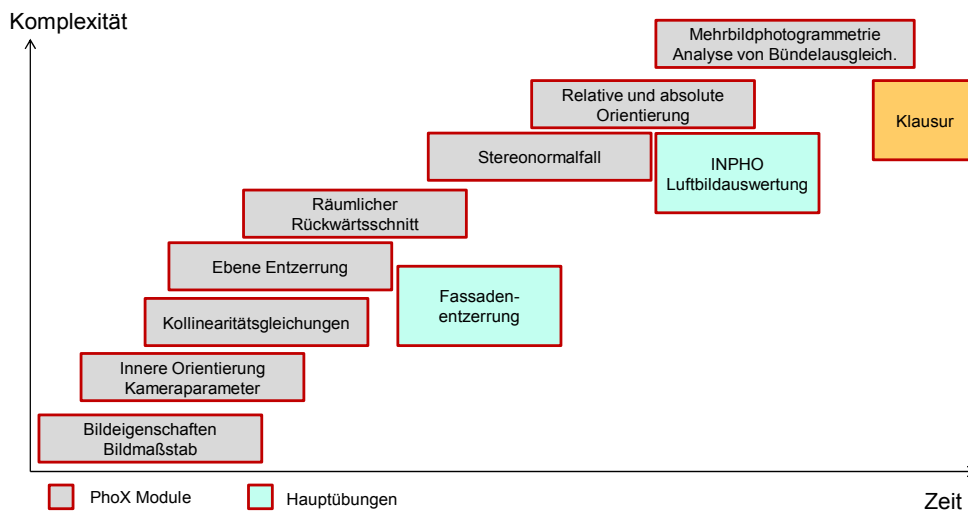 Komplexität
Mehrbildphotogrammetrie
Analyse von Bündelausgleich.
Relative und absolute
Orientierung
Klausur
Stereonormalfall
INPHO
Luftbildauswertung
Räumlicher
Rückwärtsschnitt
Ebene Entzerrung
Fassaden-
entzerrung
Kollinearitätsgleichungen
Innere Orientierung
Kameraparameter
Bildeigenschaften
Bildmaßstab
PhoX Module
Hauptübungen
Zeit